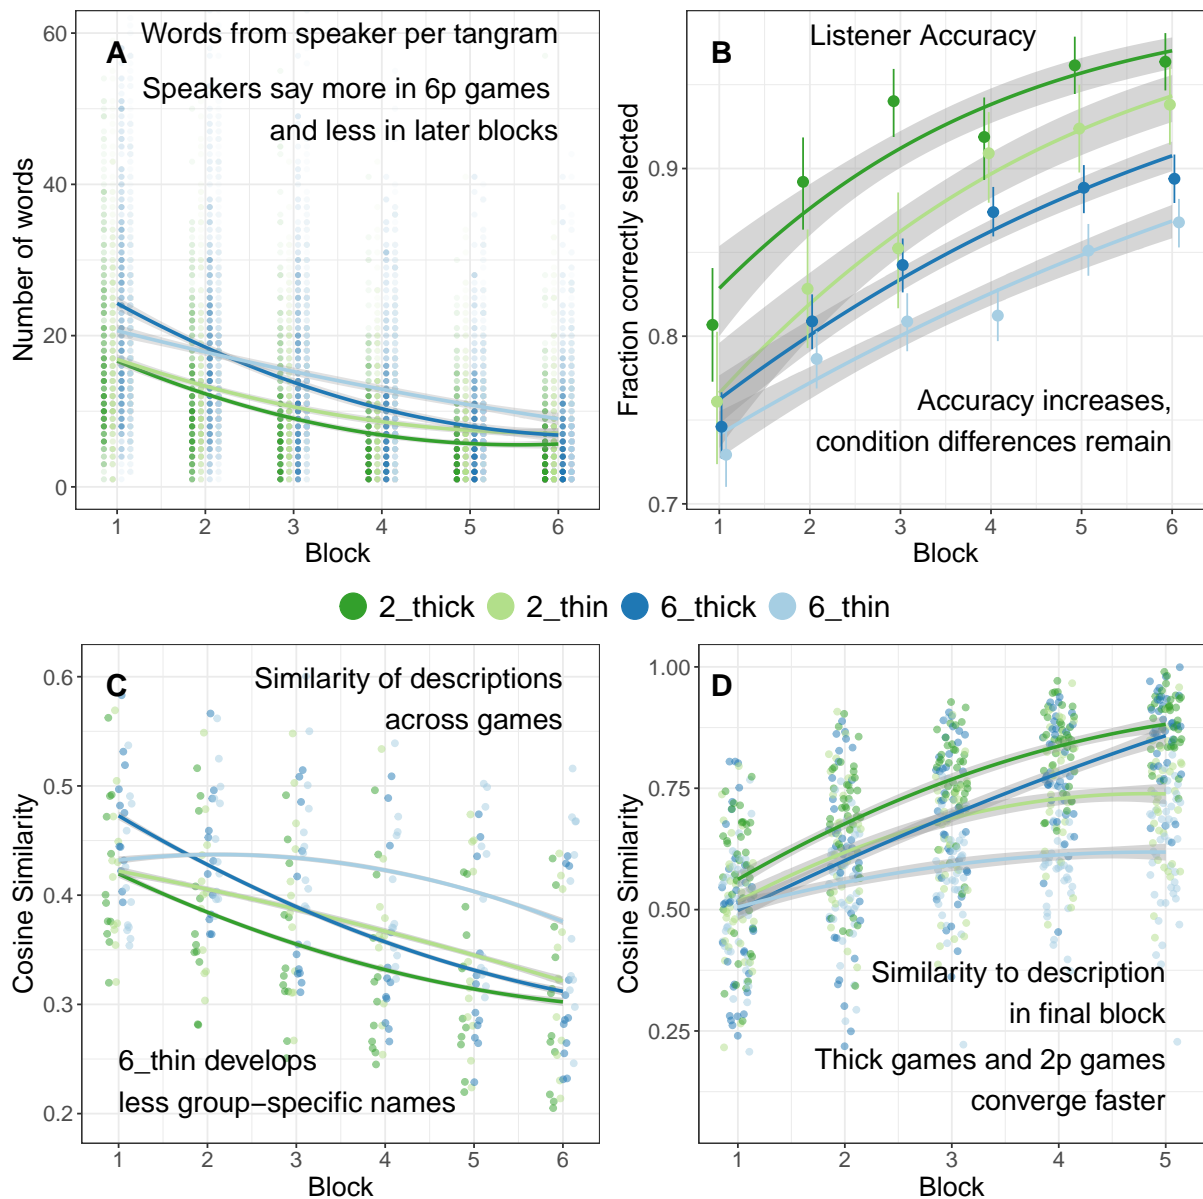 A
Words from speaker per tangram
Speakers say more in 6p games
and less in later blocks
Number of words
60
40
20
0
1 2 3 4 5 6
Block
B
Listener Accuracy
Accuracy increases,
condition differences remain
Fraction correctly selected
0.9
0.8
0.7
1 2 3 4 5 6
Block
2_thick 2_thin 6_thick 6_thin
C
Similarity of descriptions
across games
6_thin develops
less group−specific names
Cosine Similarity
0.6
0.5
0.4
0.3
0.2
1 2 3 4 5 6
Block
D
Similarity to description
in final block
Thick games and 2p games
converge faster
Cosine Similarity
1.00
0.75
0.50
0.25
1 2 3 4 5
Block